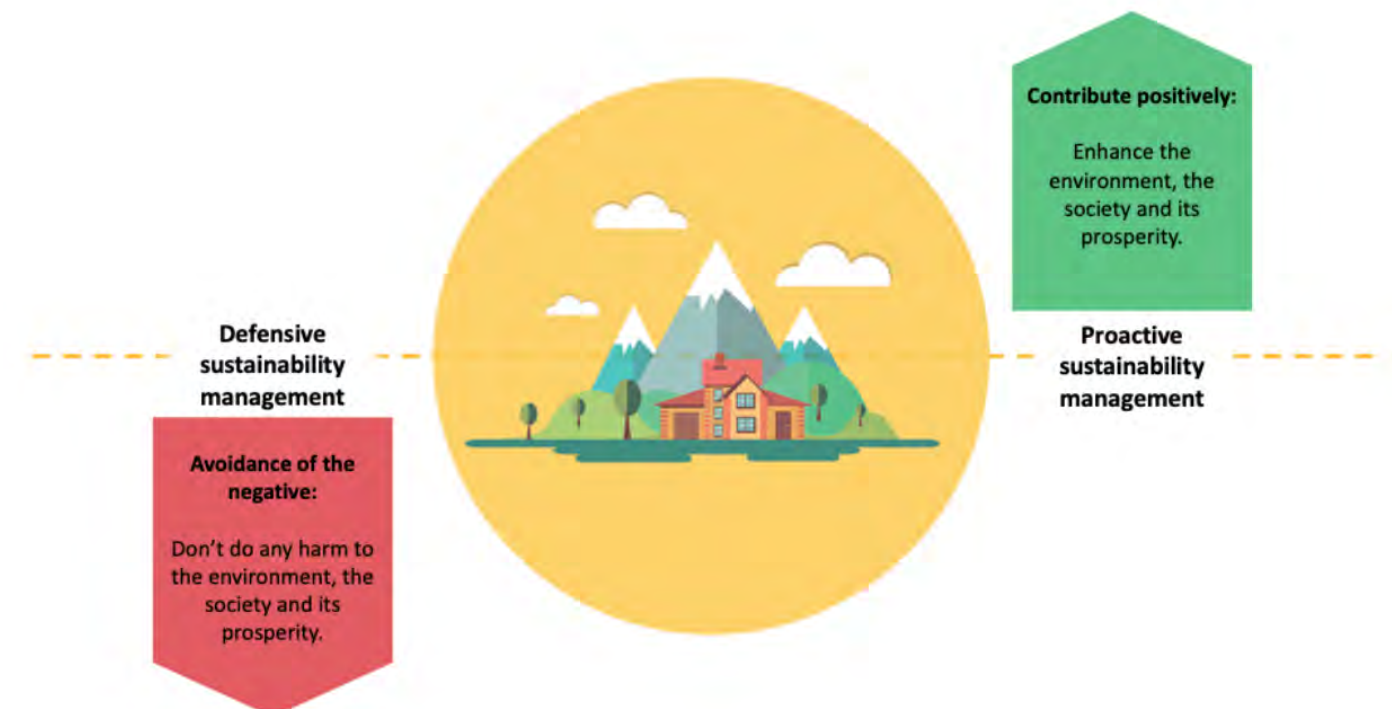 Defensive
sustainability
management
Avoidance of the
negative:
Don't do any harm to
the environment, the
society and its
prosperity.
Contribute positively:
Enhance the
environment, the
society and its
prosperity.
Proactive
sustainability
management